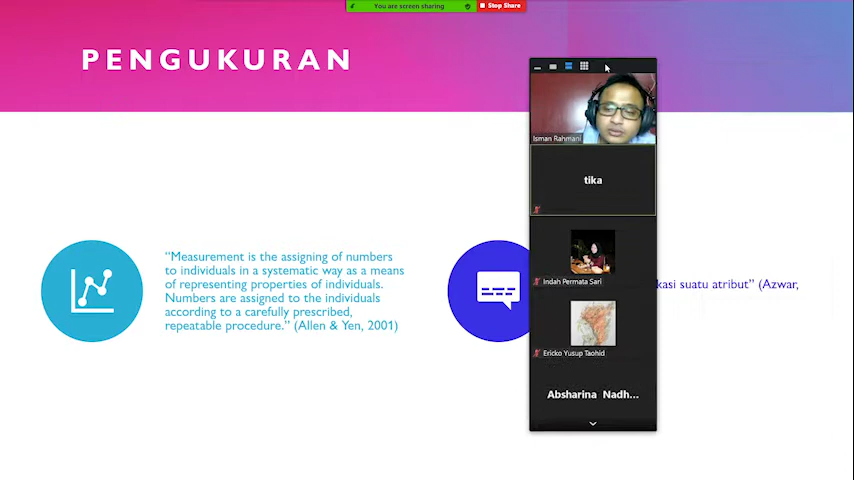 You are screen sharing
Stop Share
PENGUKURAN
Isman Rahmani
tika
Indah Permata Sari
Ericko Yusup Taohid
Absharina Nadh...
“Measurement is the assigning of numbers
to individuals in a systematic way as a means
of representing properties of individuals.
Numbers are assigned to the individuals
according to a carefully prescribed,
repeatable procedure.” (Allen & Yen, 2001)
kasi suatu atribut” (Azwar,